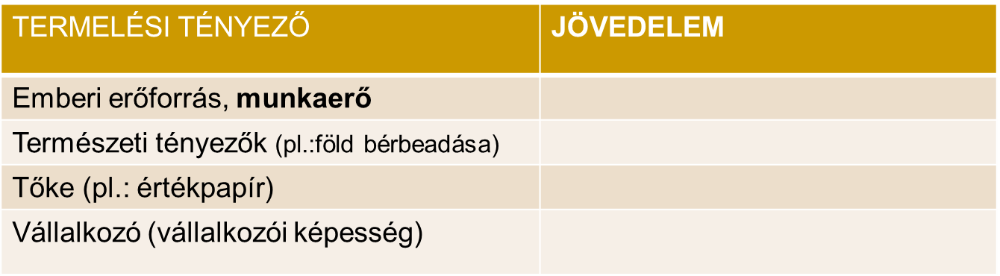 TERMELÉSI TÉNYEZŐ JÖVEDELEM
Emberi erőforrás, munkaerő
Természeti tényezők (pl.:föld bérbeadása)
Tőke (pl.: értékpapír)
Vállalkozó (vállalkozói képesség)